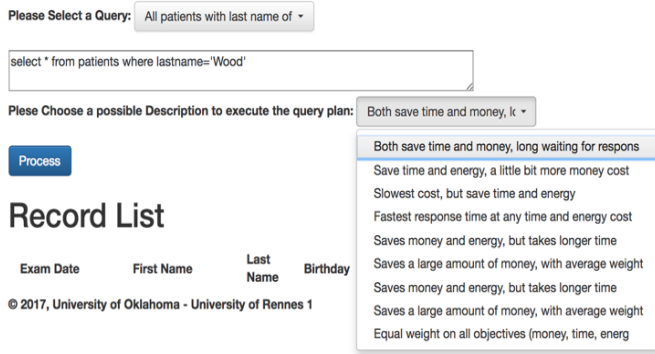 Please Select a Query: All patients with last name of
select * from patients where lastname='Wood'
Plese Choose a possible Description to execute the query plan: Both save time and money, lc
Both save time and money, long waiting for respons
Process
Save time and energy, a little bit more money cost
Slowest cost, but save time and energy
Fastest response time at any time and energy cost
Saves money and energy, but takes longer time
Saves a large amount of money, with average weight
Saves money and energy, but takes longer time
Saves a large amount of money, with average weight
Equal weight on all objectives (money, time, energ
Record List
Exam Date First Name Last Name Birthday
© 2017, University of Oklahoma - University of Rennes 1